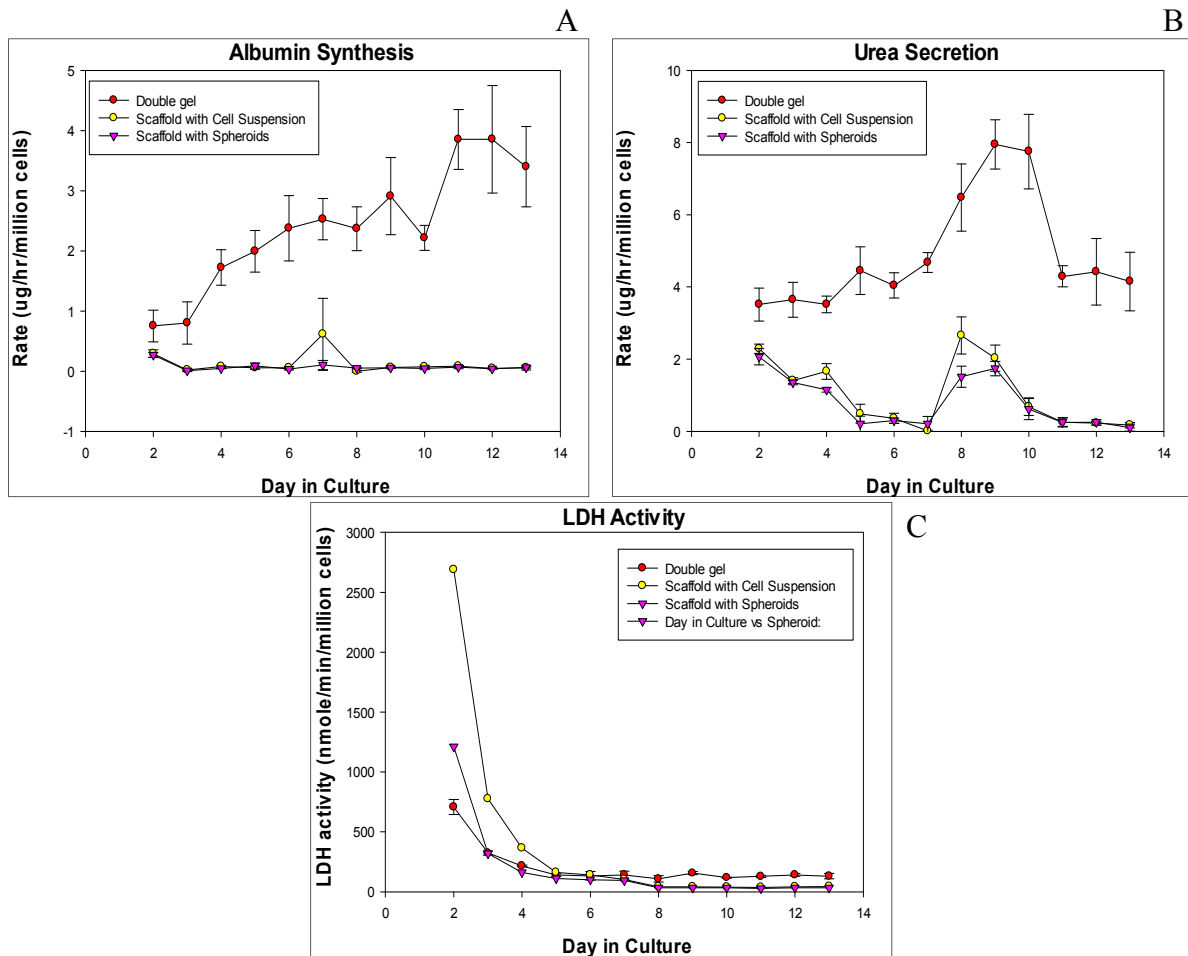 A
Albumin Synthesis
5
4
3
2
1
0
-1
Rate (ug/hr/million cells)
Double gel
Scaffold with Cell Suspension
Scaffold with Spheroids
0 2 4 6 8 10 12 14
Day in Culture
B
Urea Secretion
10
8
6
4
2
0
Rate (ug/hr/million cells)
Double gel
Scaffold with Cell Suspension
Scaffold with Spheroids
0 2 4 6 8 10 12 14
Day in Culture
C
LDH Activity
3000
2500
2000
1500
1000
500
0
LDH activity (nmole/min/million cells)
Double gel
Scaffold with Cell Suspension
Scaffold with Spheroids
Day in Culture vs Spheroid:
0 2 4 6 8 10 12 14
Day in Culture